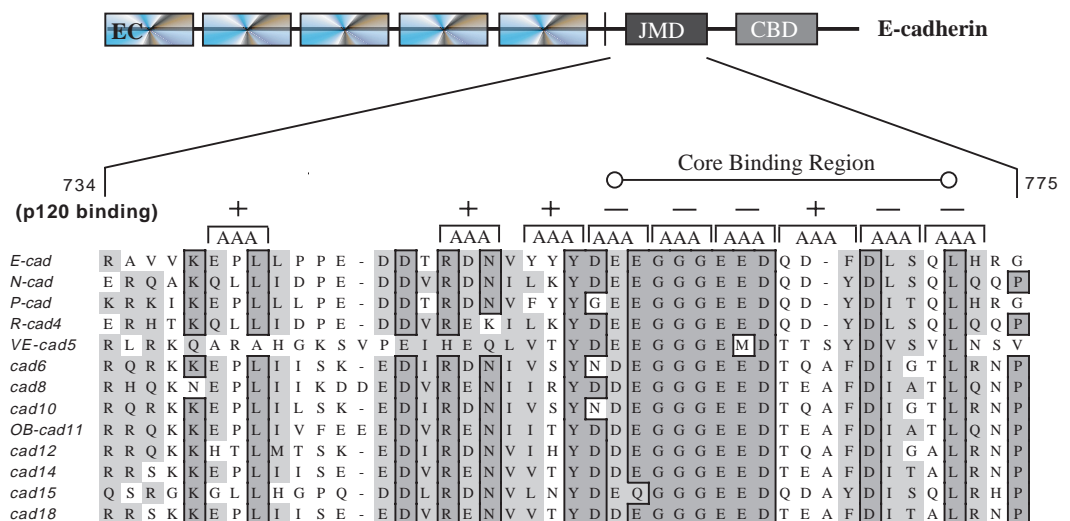 EC JMD CBD E-cadherin
Core Binding Region
734 775
(p120 binding) + + + — — — + — —
AAA AAA AAA AAA AAA AAA AAA AAA AAA
E-cad R A V V K E P L L P P E - D D T R D N V Y Y Y D E E G G G E E D Q D - F D L S Q L H R G
N-cad E R Q A K Q L L I D P E - D D V R D N I L K Y D E E G G G E E D Q D - Y D L S Q L Q Q P
P-cad K R K I K E P L L L P E - D D T R D N V F Y Y G E E G G G E E D Q D - Y D I T Q L H R G
R-cad4 E R H T K Q L L I D P E - D D V R E K I L K Y D E E G G G E E D Q D - Y D L S Q L Q Q P
VE-cad5 R L R K Q A R A H G K S V P E I H E Q L V T Y D E E G G G E M D T T S Y D V S V L N S V
cad6 R Q R K K E P L I I S K - E D I R D N I V S Y N D E G G G E E D T Q A F D I G T L R N P
cad8 R H Q K N E P L I I K D D E D V R E N I I R Y D D E G G G E E D T E A F D I A T L Q N P
cad10 R Q R K K E P L I L S K - E D I R D N I V S Y N D E G G G E E D T Q A F D I G T L R N P
OB-cad11 R R Q K K E P L I V F E E E D V R E N I I T Y D D E G G G E E D T E A F D I A T L Q N P
cad12 R R Q K K H T L M T S K - E D I R D N V I H Y D D E G G G E E D T Q A F D I G A L R N P
cad14 R R S K K E P L I I S E - E D V R E N V V T Y D D E G G G E E D T E A F D I T A L R N P
cad15 Q S R G K G L L H G P Q - D D L R D N V L N Y D E Q G G G E E D Q D A Y D I S Q L R H P
cad18 R R S K K E P L I I S E - E D V R E N V V T Y D D E G G G E E D T E A F D I T A L R N P